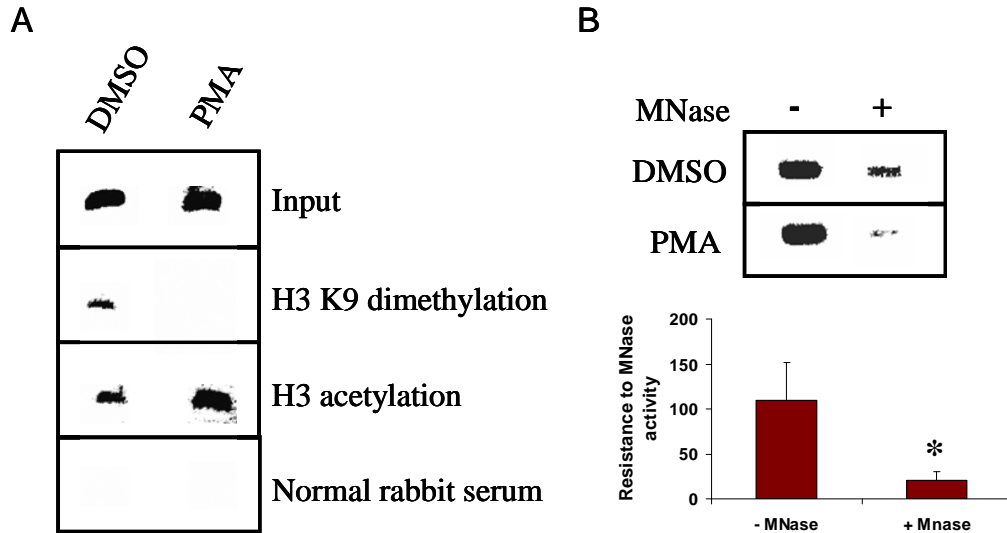 A
DMSO PMA
Input
H3 K9 dimethylation
H3 acetylation
Normal rabbit serum
B
MNase - +
DMSO
PMA
Resistance to MNase
activity
200
150
100
50
0
*
- MNase + Mnase